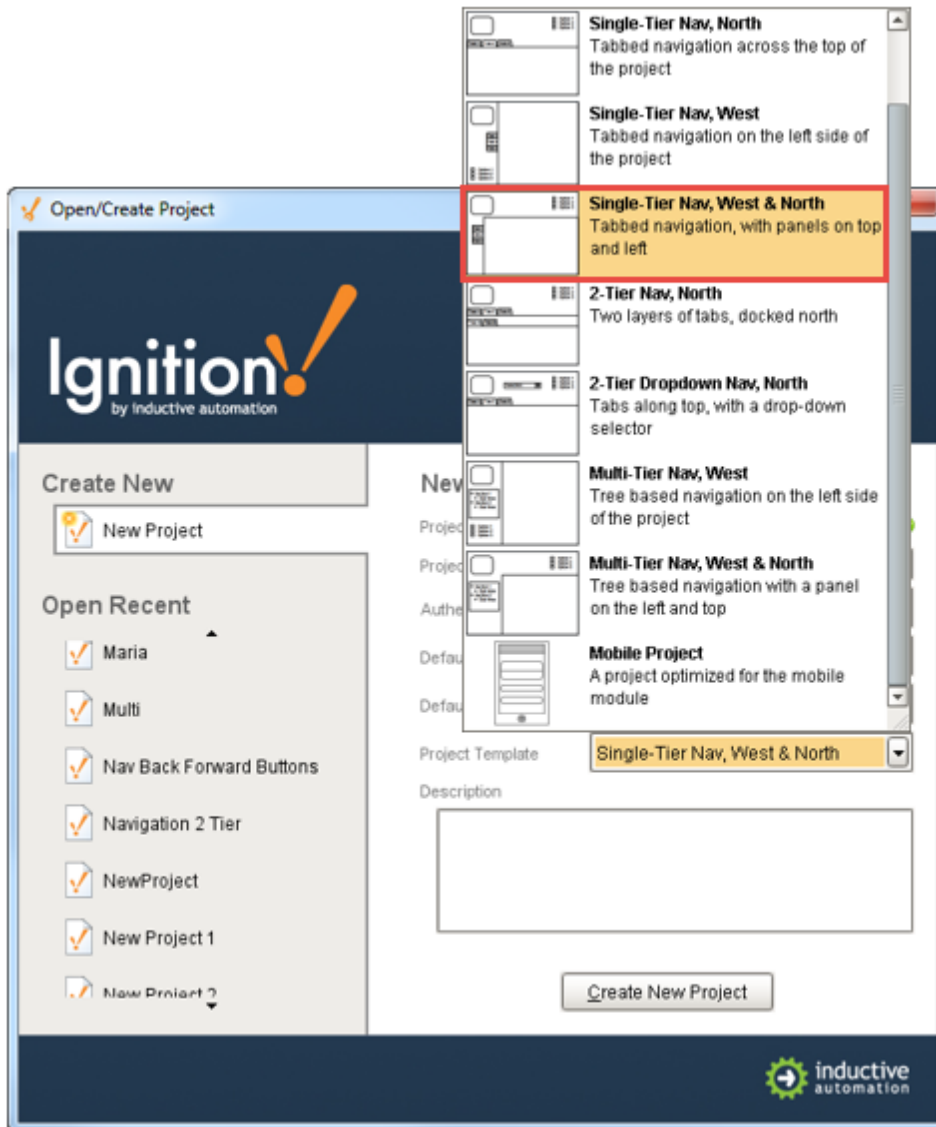 Single-Tier Nav, North
Tabbed navigation across the top of
the project
Single-Tier Nav, West
Tabbed navigation on the left side of
the project
Single-Tier Nav, West & North
Tabbed navigation, with panels on top
and left
2-Tier Nav, North
Two layers of tabs, docked north
2-Tier Dropdown Nav, North
Tabs along top, with a drop-down
selector
Multi-Tier Nav, West
Tree based navigation on the left side
of the project
Multi-Tier Nav, West & North
Tree based navigation with a panel
on the left and top
Mobile Project
A project optimized for the mobile
module
Open/Create Project
Ignition!
by inductive automation
Create New
New Project
Open Recent
Maria
Multi
Nav Back Forward Buttons
Navigation 2 Tier
NewProject
New Project 1
New Project 2
New
Projec
Projec
Authe
Defau
Defau
Project Template
Single-Tier Nav, West & North
Description
Create New Project
inductive
automation